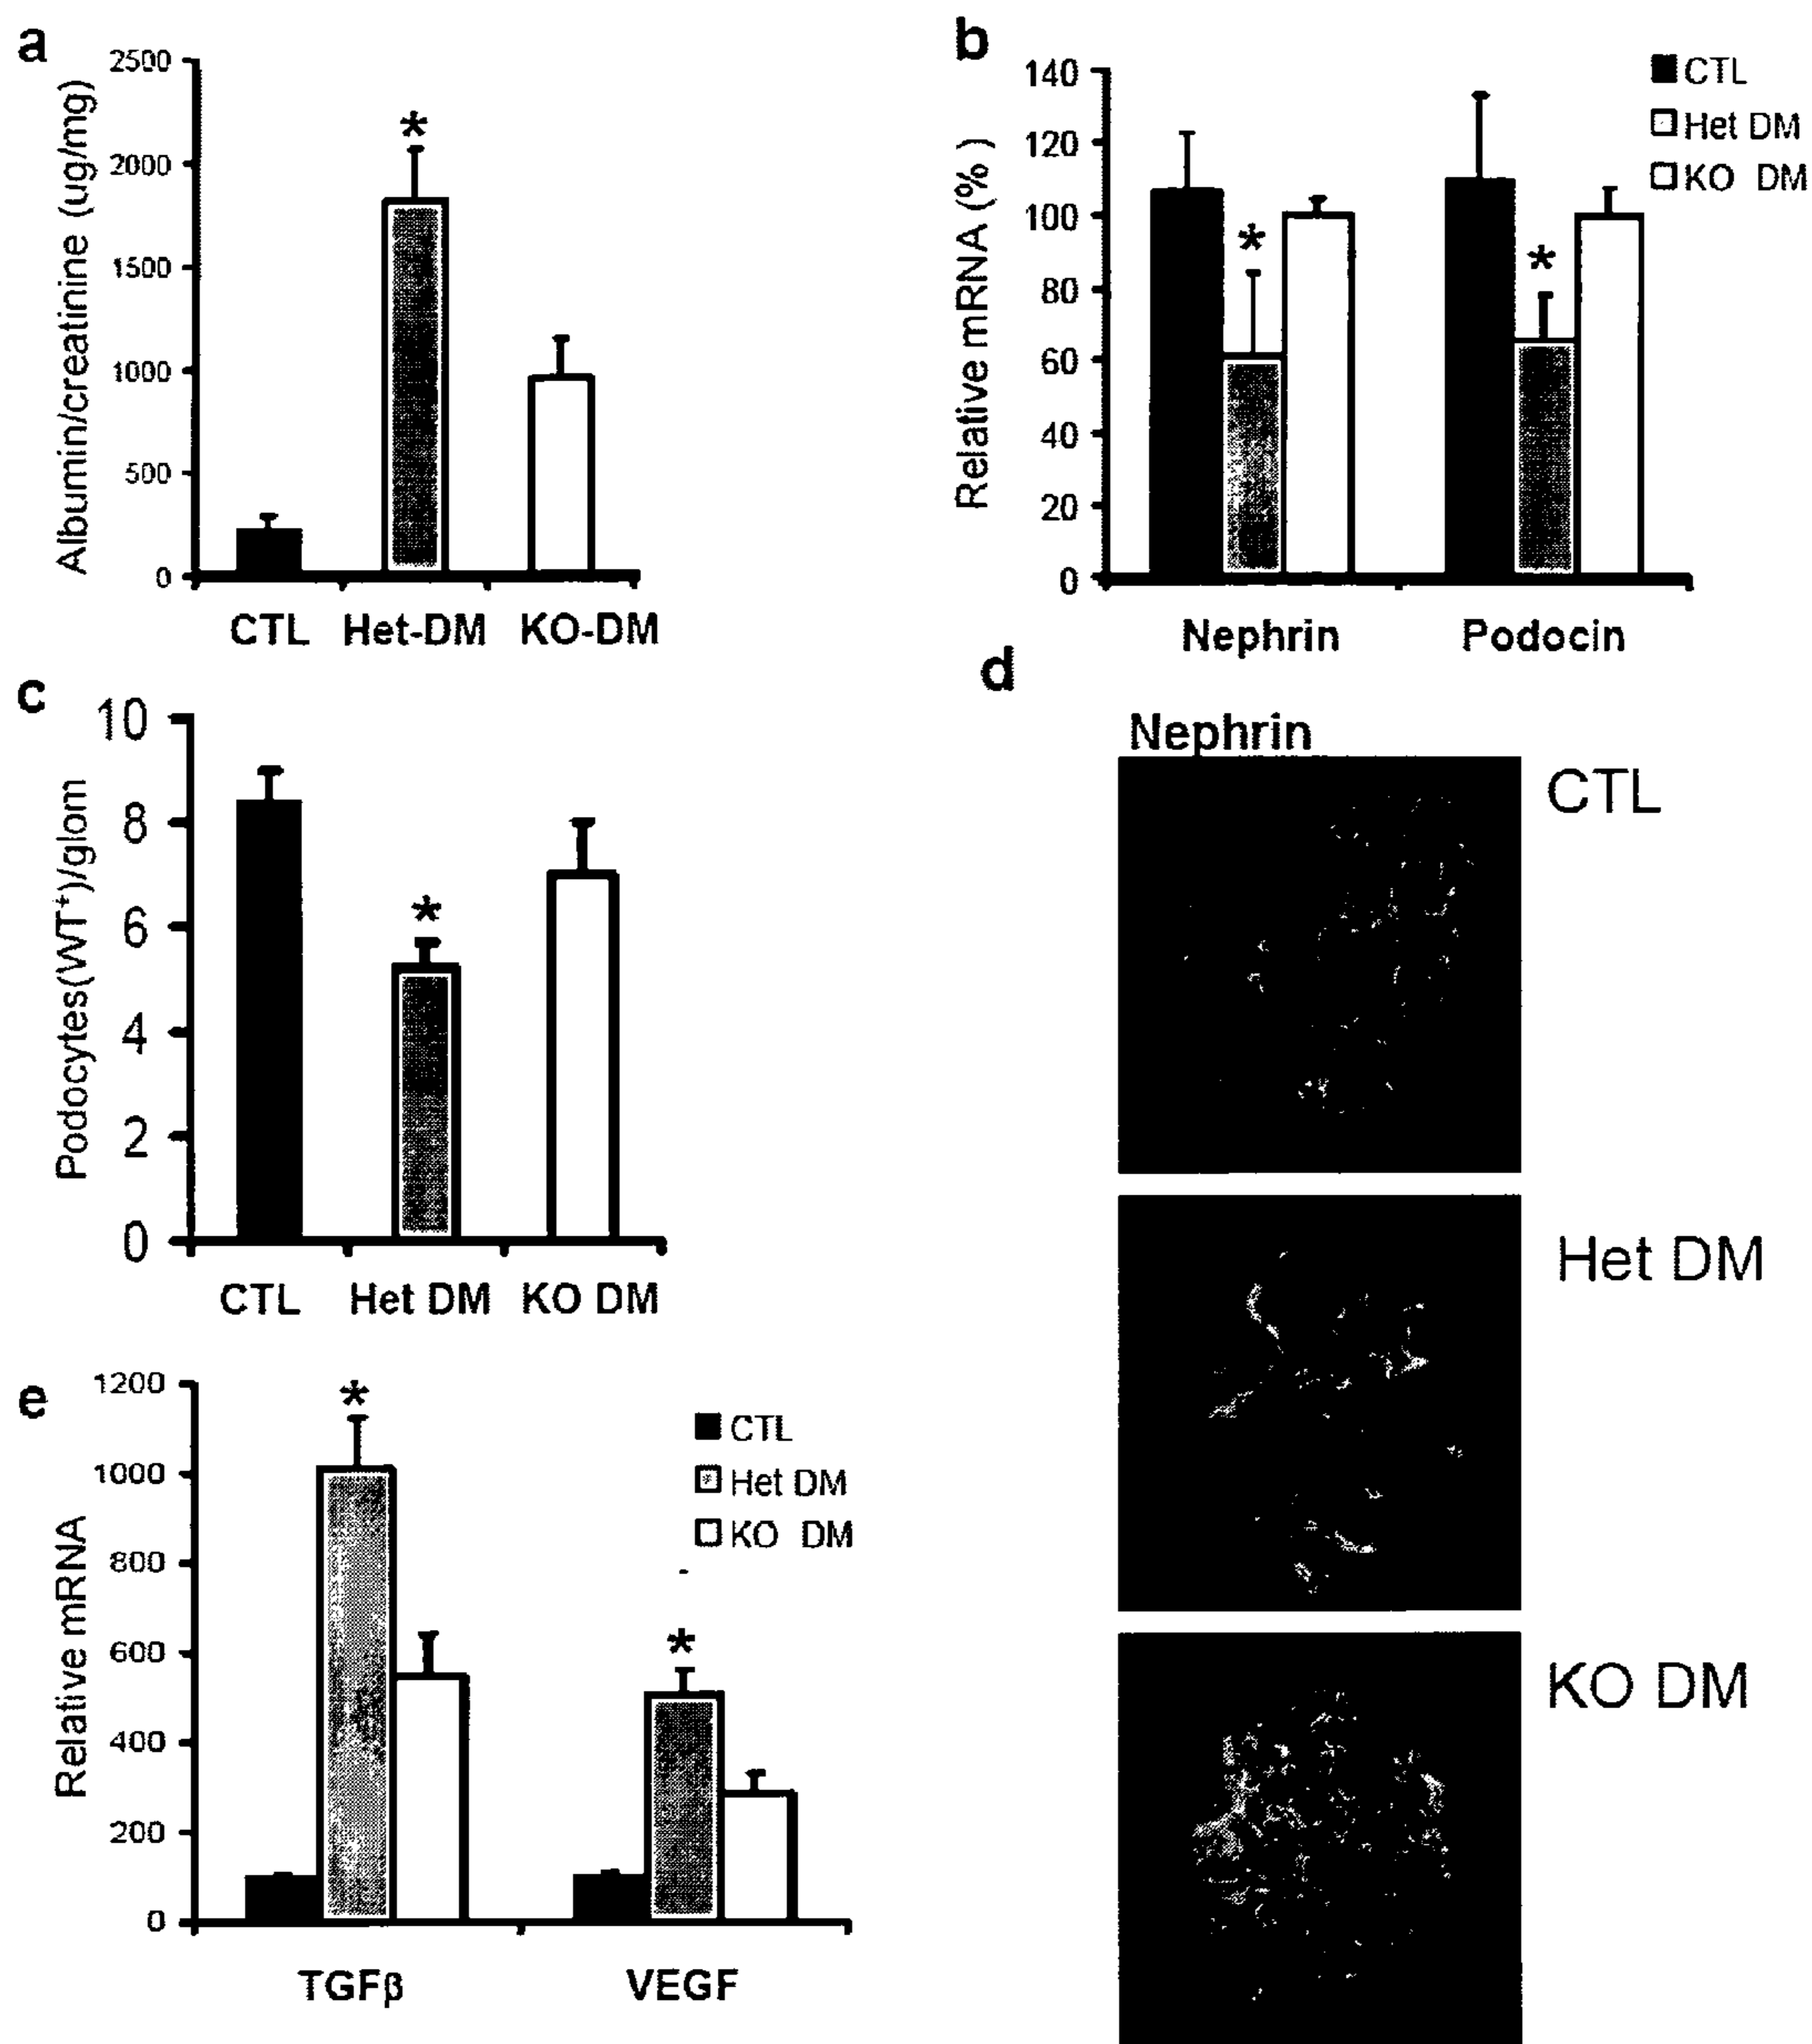 a
Albumin/creatinine (ug/mg)
2500
2000
1500
1000
500
0
*
CTL Het-DM KO-DM
b
Relative mRNA (%)
140
120
100
80
60
40
20
0
* *
CTL
Het DM
KO DM
Nephrin Podocin
c
Podocytes(WT+)/glom
10
8
6
4
2
0
*
CTL Het DM KO DM
d
Nephrin
CTL
Het DM
KO DM
e
Relative mRNA
1200
1000
800
600
400
200
0
* *
CTL
Het DM
KO DM
TGFβ VEGF